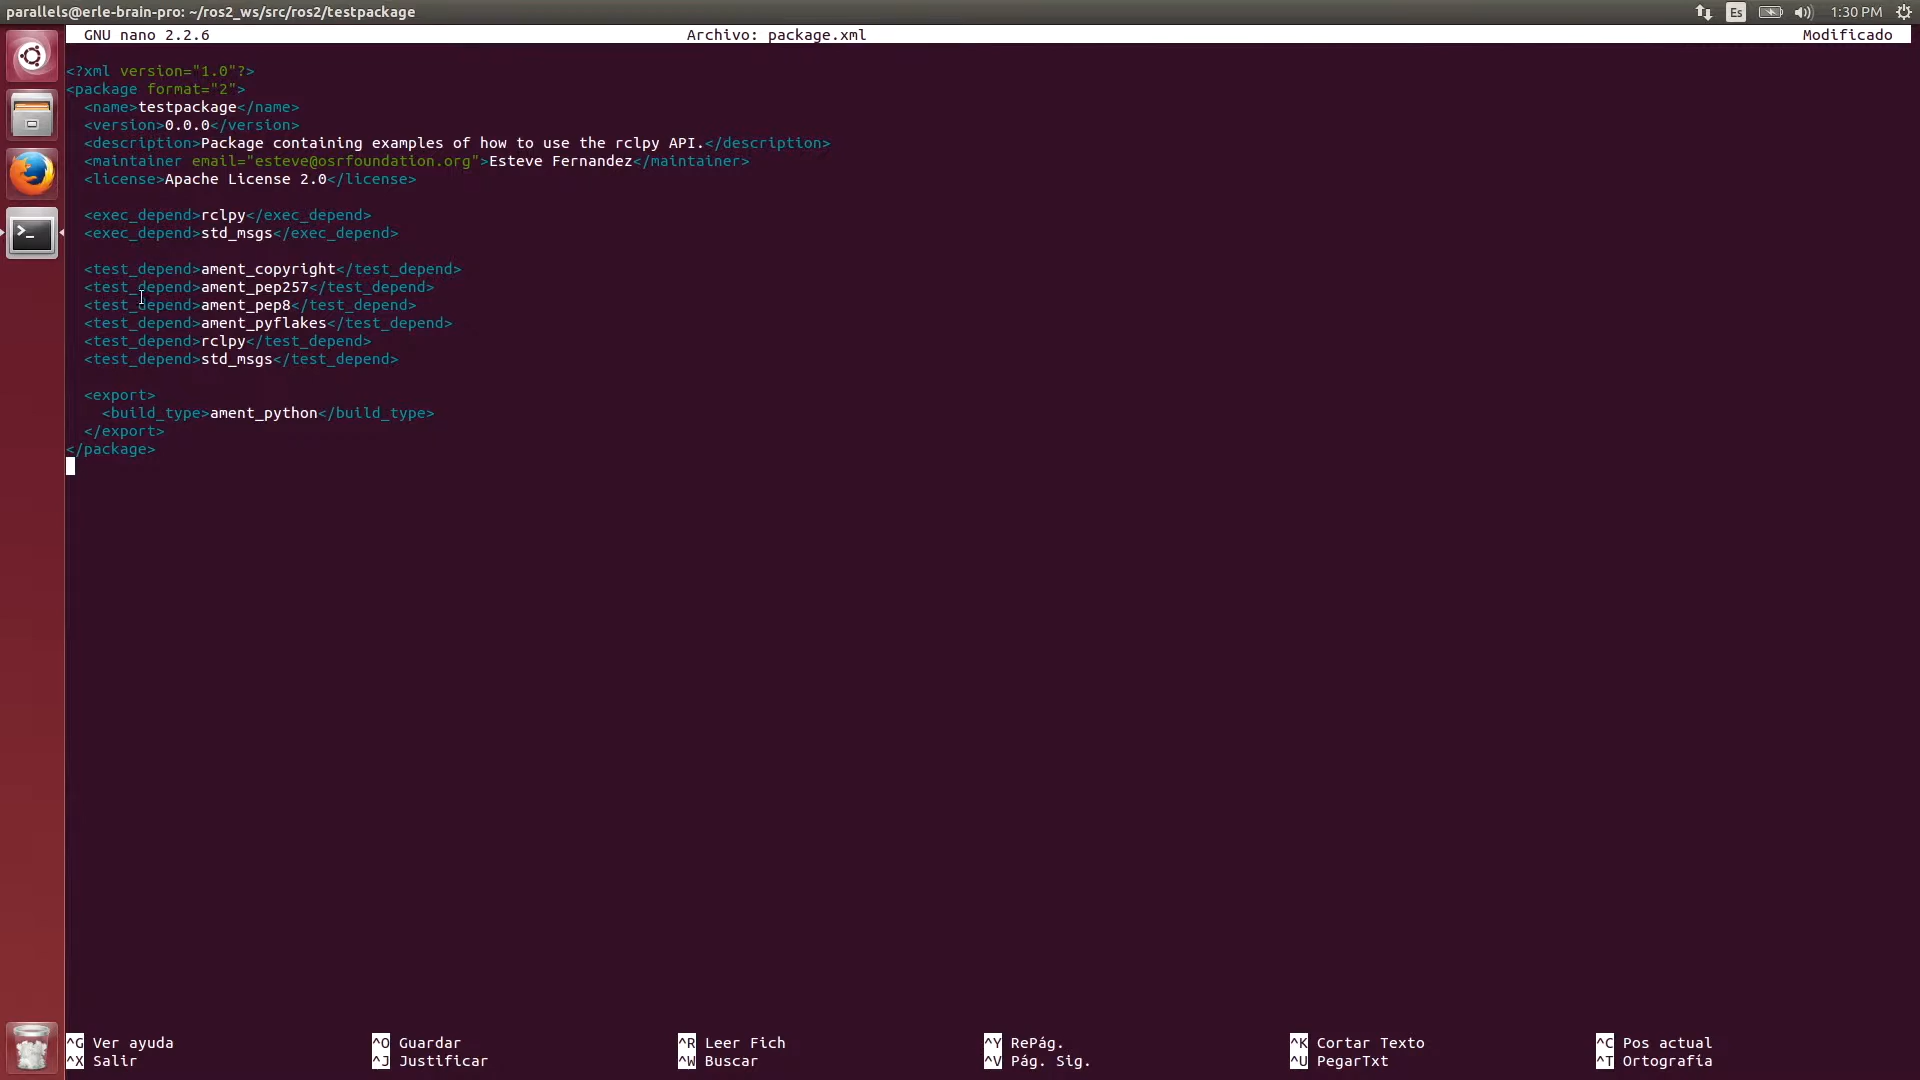 parallels@erle-brain-pro: ~/ros2_ws/src/ros2/testpackage Es 1:30 PM
GNU nano 2.2.6 Archivo: package.xml Modificado
<?xml version="1.0"?>
<package format="2">
  <name>testpackage</name>
  <version>0.0.0</version>
  <description>Package containing examples of how to use the rclpy API.</description>
  <maintainer email="esteve@osrfoundation.org">Esteve Fernandez</maintainer>
  <license>Apache License 2.0</license>
  <exec_depend>rclpy</exec_depend>
  <exec_depend>std_msgs</exec_depend>
  <test_depend>ament_copyright</test_depend>
  <test_depend>ament_pep257</test_depend>
  <test_depend>ament_pep8</test_depend>
  <test_depend>ament_pyflakes</test_depend>
  <test_depend>rclpy</test_depend>
  <test_depend>std_msgs</test_depend>
  <export>
    <build_type>ament_python</build_type>
  </export>
</package>
^G Ver ayuda ^O Guardar ^R Leer Fich ^Y RePág. ^K Cortar Texto ^C Pos actual
^X Salir ^J Justificar ^W Buscar ^V Pág. Sig. ^U PegarTxt ^T Ortografía